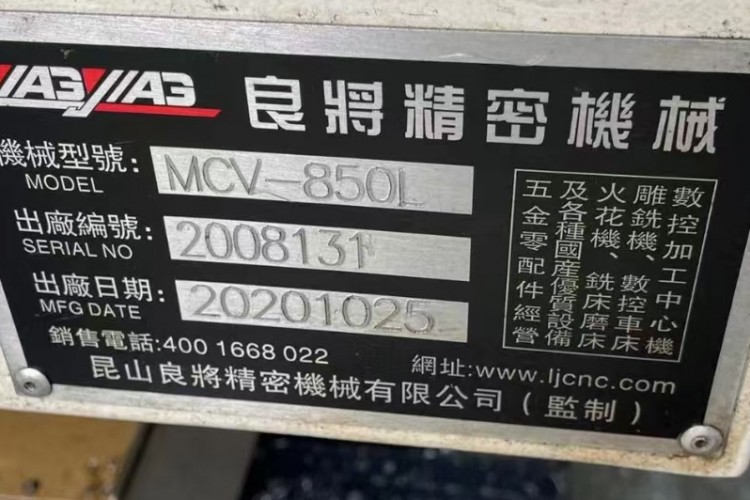 良將精密機械
機械型號: MCV-850L
MODEL
出廠編號: 2008131
SERIAL NO
出廠日期: 20201025
MFG DATE
數控加工中心機
雕銑機、數控車床
火花機、銑床磨床
及各種國產優質設備
五金零配件經營
銷售電話:400 1668 022
網址:www.ljcnc.com
昆山良將精密機械有限公司(監制)